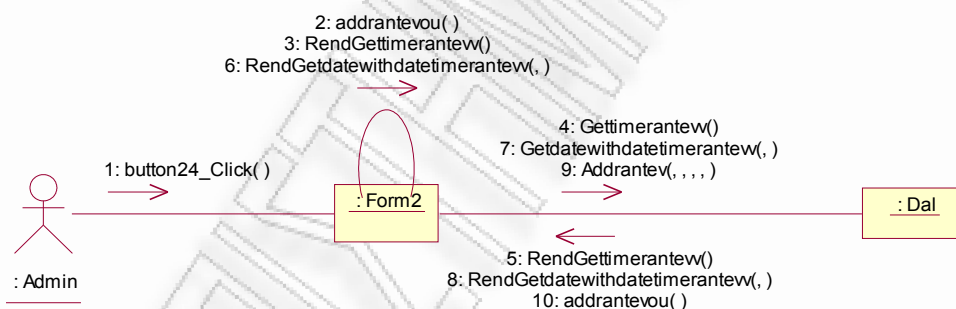 2: addrantevou( )
3: RendGettimerantevv()
6: RendGetdatewithdatetimerantevv(, )
4: Gettimerantevv()
7: Getdatewithdatetimerantevv(, )
9: Addrantev(, , , , )
1: button24_Click( )
: Form2
: Dal
5: RendGettimerantevv()
8: RendGetdatewithdatetimerantevv(, )
10: addrantevou( )
: Admin